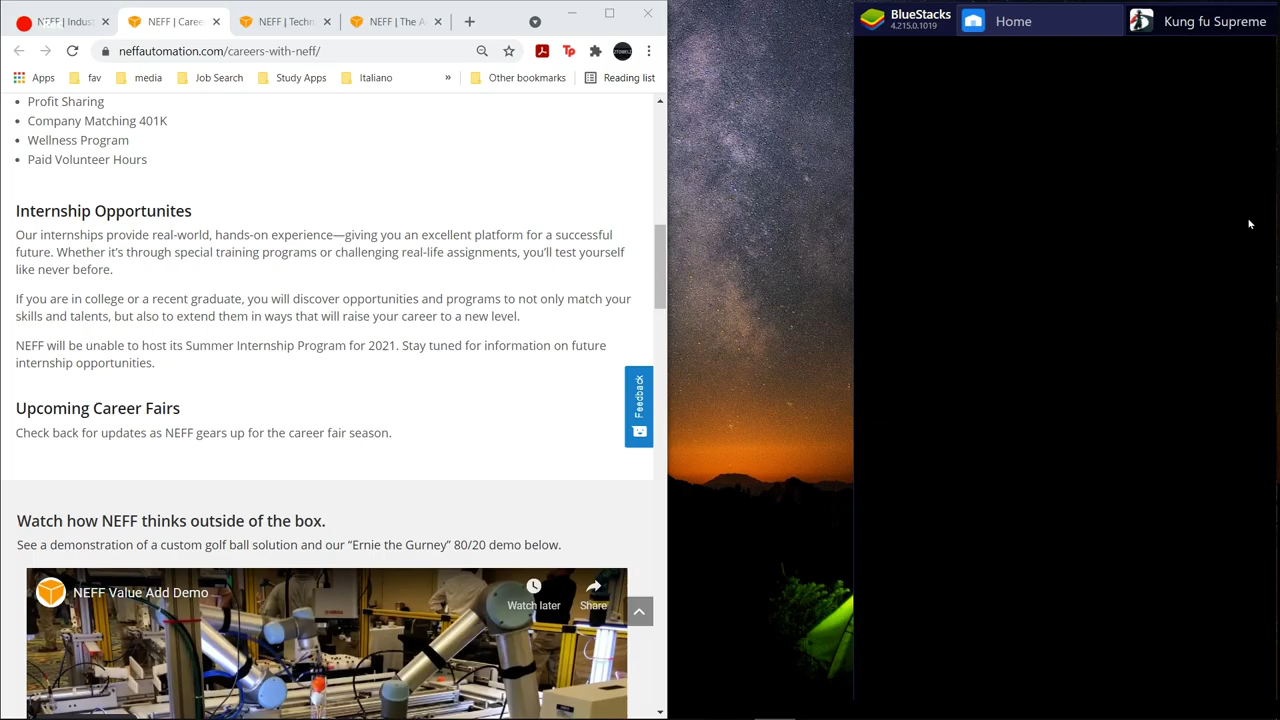 NEFF | Indust
NEFF | Caree
NEFF | Techn
NEFF | The A
neffautomation.com/careers-with-neff/
Apps
fav
media
Job Search
Study Apps
Italiano
»
Other bookmarks
Reading list
• Profit Sharing
• Company Matching 401K
• Wellness Program
• Paid Volunteer Hours
Internship Opportunites
Our internships provide real-world, hands-on experience—giving you an excellent platform for a successful
future. Whether it's through special training programs or challenging real-life assignments, you'll test yourself
like never before.
If you are in college or a recent graduate, you will discover opportunities and programs to not only match your
skills and talents, but also to extend them in ways that will raise your career to a new level.
NEFF will be unable to host its Summer Internship Program for 2021. Stay tuned for information on future
internship opportunities.
Feedback
Upcoming Career Fairs
Check back for updates as NEFF gears up for the career fair season.
Watch how NEFF thinks outside of the box.
See a demonstration of a custom golf ball solution and our “Ernie the Gurney” 80/20 demo below.
NEFF Value Add Demo
Watch later
Share
BlueStacks
4.215.0.1019
Home
Kung fu Supreme